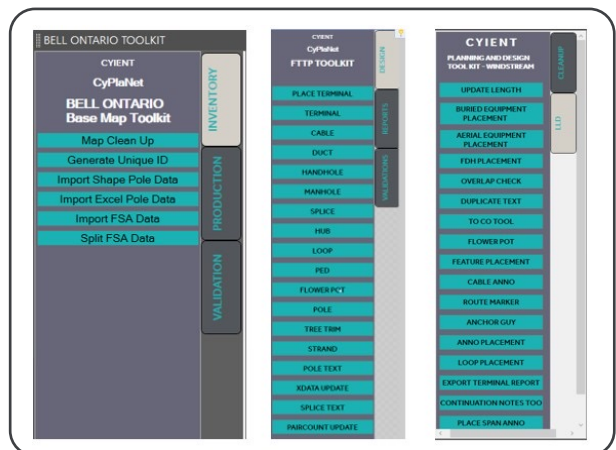 BELL ONTARIO TOOLKIT
CYIENT
CyPlaNet
BELL ONTARIO
Base Map Toolkit
Map Clean Up
Generate Unique ID
Import Shape Pole Data
Import Excel Pole Data
Import FSA Data
Split FSA Data
INVENTORY
PRODUCTION
VALIDATION
CYIENT
CyPlaNet
FTTP TOOLKIT
PLACE TERMINAL
TERMINAL
CABLE
DUCT
HANDHOLE
MANHOLE
SPLICE
HUB
LOOP
PED
FLOWER POT
POLE
TREE TRIM
STRAND
POLE TEXT
XDATA UPDATE
SPLICE TEXT
PAIRCOUNT UPDATE
DESIGN
REPORTS
VALIDATIONS
CYIENT
PLANNING AND DESIGN
TOOL KIT - WINDSTREAM
UPDATE LENGTH
BURIED EQUIPMENT
PLACEMENT
AERIAL EQUIPMENT
PLACEMENT
FDH PLACEMENT
OVERLAP CHECK
DUPLICATE TEXT
TO CO TOOL
FLOWER POT
FEATURE PLACEMENT
CABLE ANNO
ROUTE MARKER
ANCHOR GUY
ANNO PLACEMENT
LOOP PLACEMENT
EXPORT TERMINAL REPORT
CONTINUATION NOTES TOO
PLACE SPAN ANNO
CLEANUP
LLD